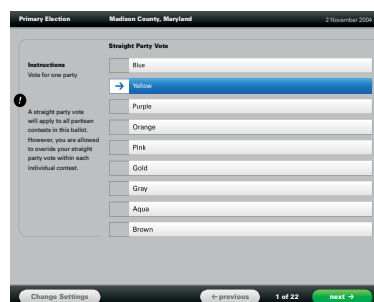 Primary Election
Madison County, Maryland
2 November 2004
Straight Party Vote
Instructions
Vote for one party
!
A straight party vote
will apply to all partisan
contests in this ballot.
However, you are allowed
to overide your straight
party vote within each
individual contest.
Blue
→ Yellow
Purple
Orange
Pink
Gold
Gray
Aqua
Brown
Change Settings
← previous
1 of 22
next →